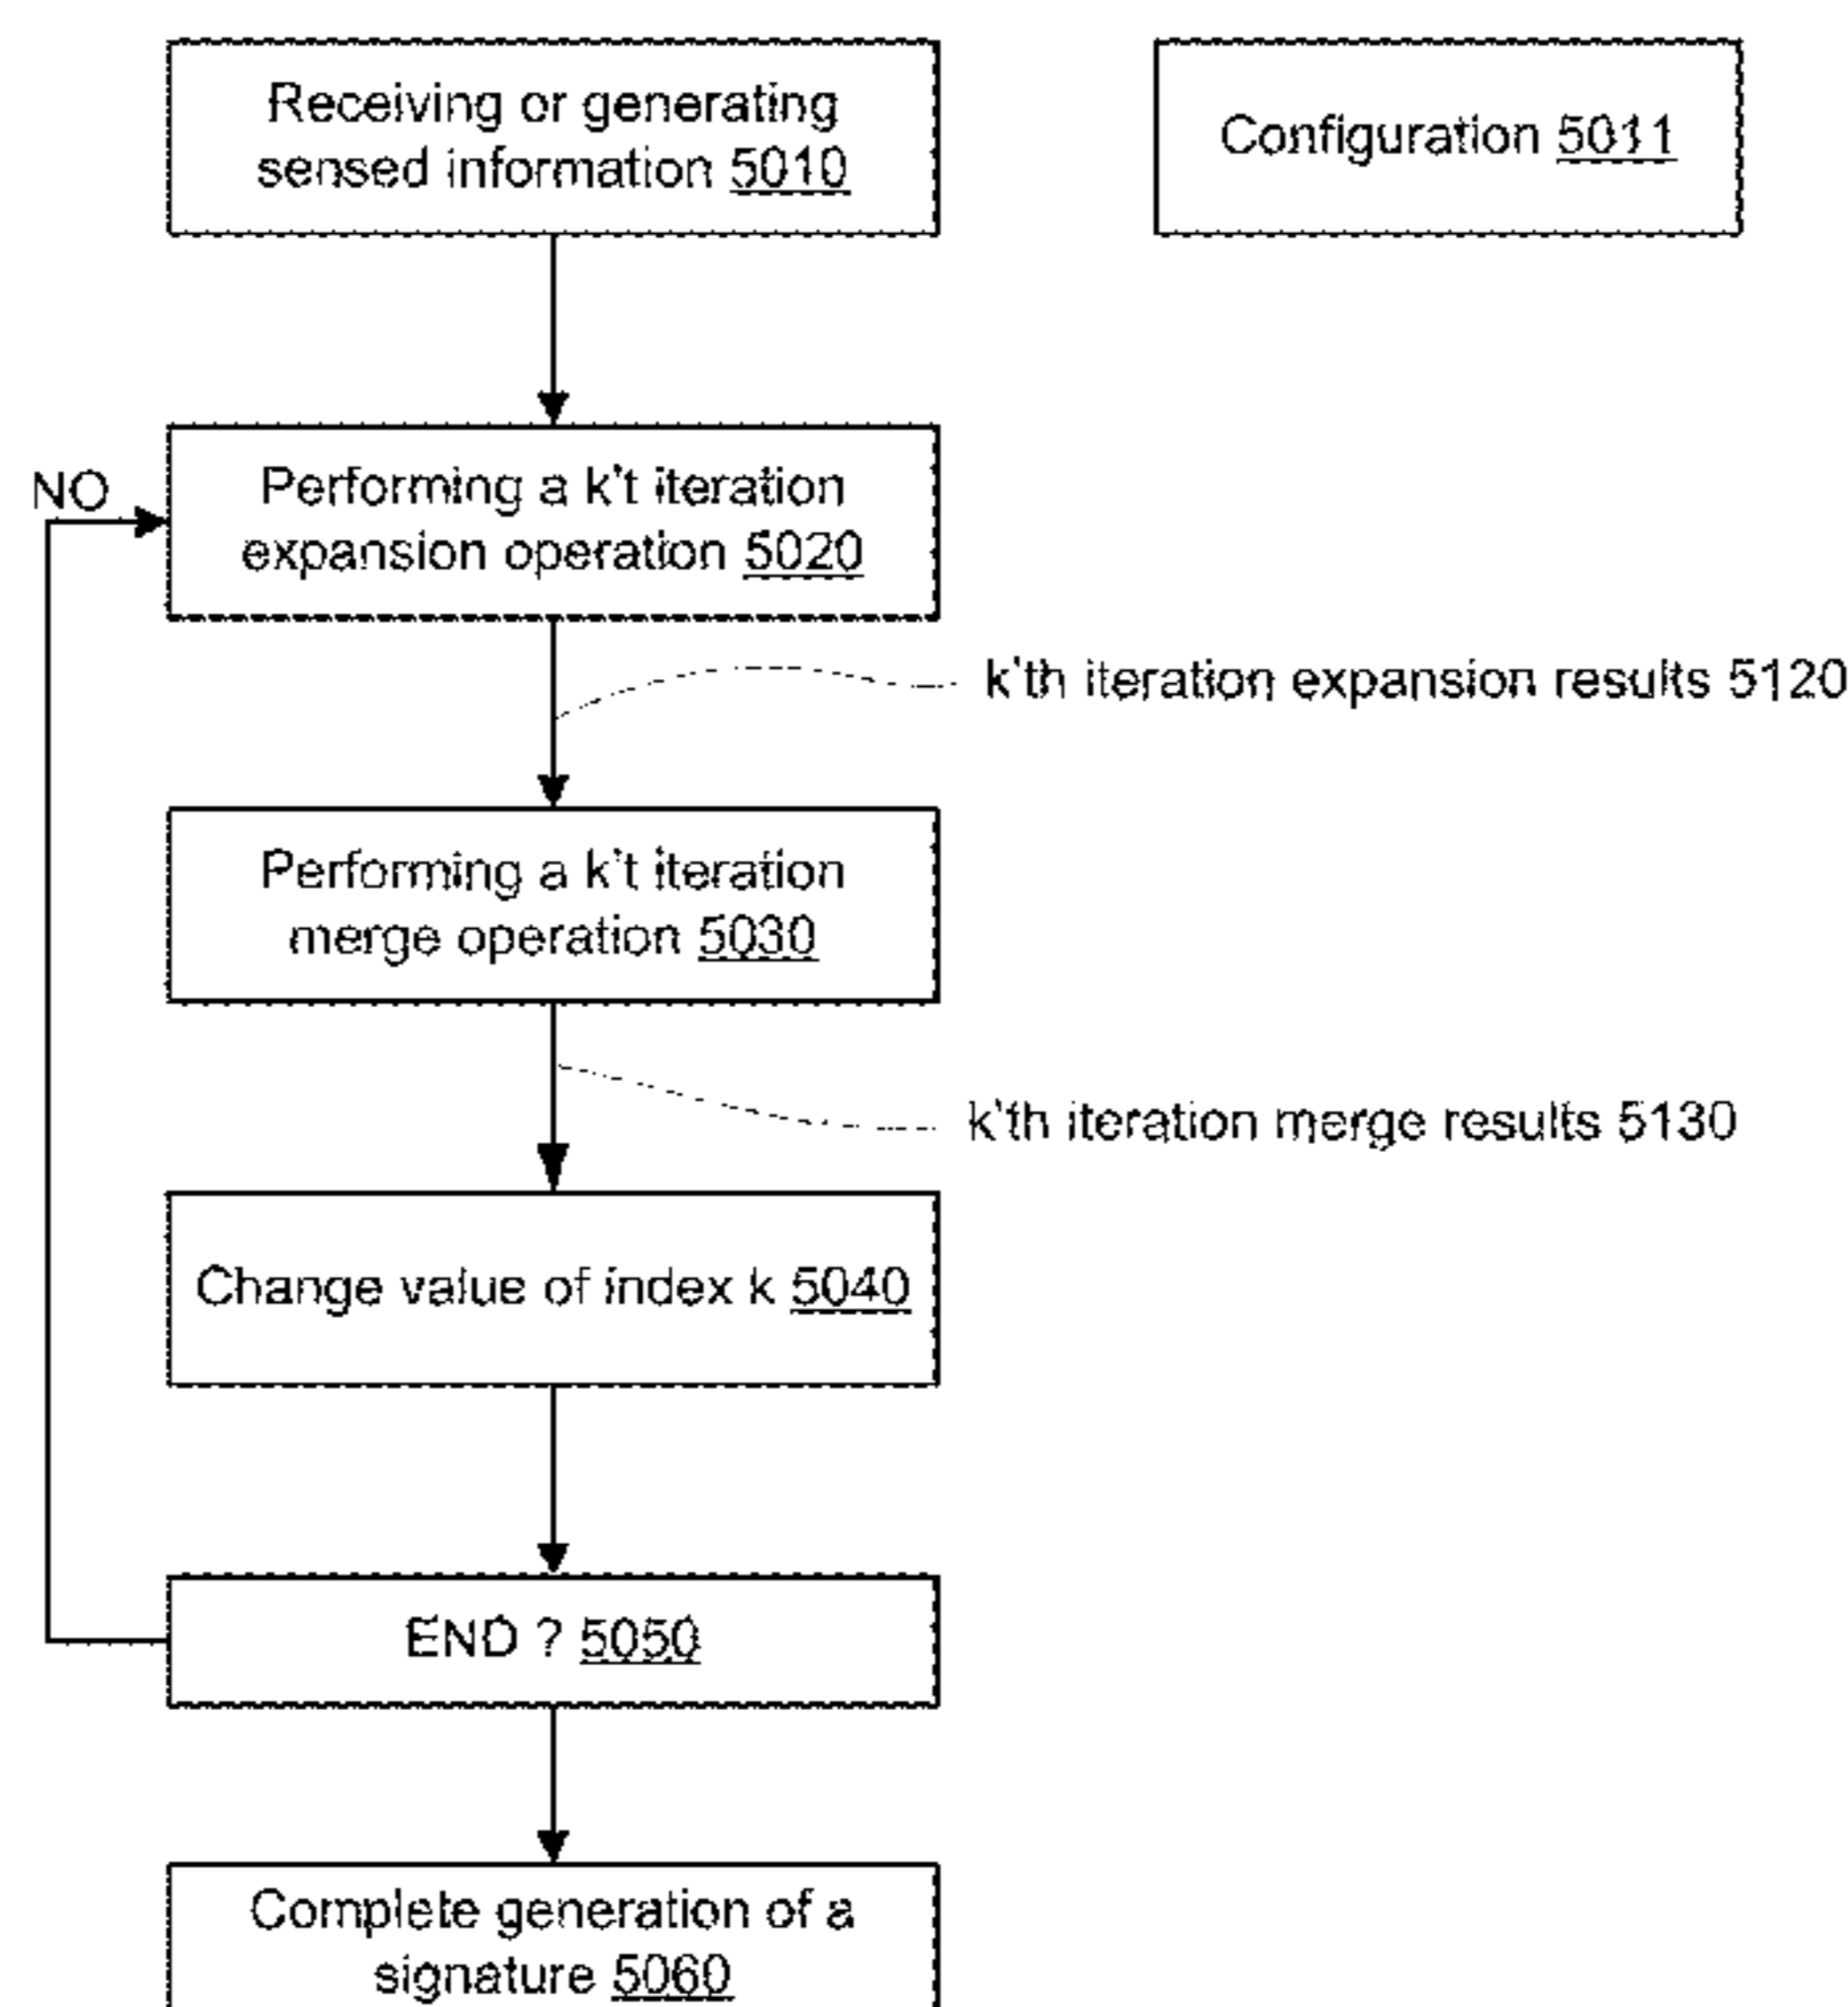 Receiving or generating
sensed information 5010
Configuration 5011
NO
Performing a k't iteration
expansion operation 5020
k'th iteration expansion results 5120
Performing a k't iteration
merge operation 5030
k'th iteration merge results 5130
Change value of index k 5040
END ? 5050
Complete generation of a
signature 5060